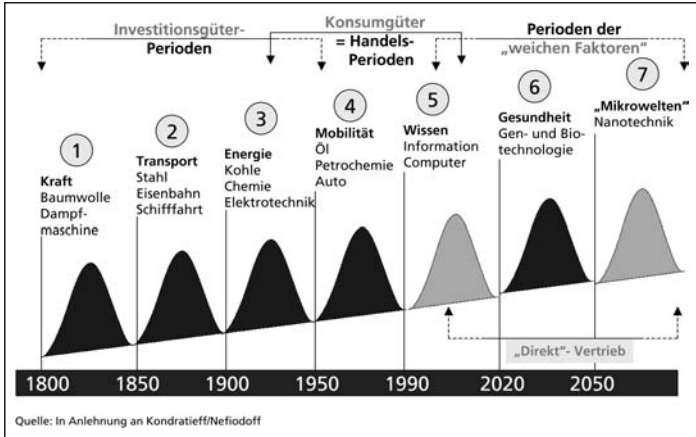 Investitionsgüter-
Perioden
Konsumgüter
= Handels-
Perioden
Perioden der
„weichen Faktoren“
1
Kraft
Baumwolle
Dampf-
maschine
2
Transport
Stahl
Eisenbahn
Schifffahrt
3
Energie
Kohle
Chemie
Elektrotechnik
4
Mobilität
Öl
Petrochemie
Auto
5
Wissen
Information
Computer
6
Gesundheit
Gen- und Bio-
technologie
7
„Mikrowelten“
Nanotechnik
„Direkt“- Vertrieb
1800 1850 1900 1950 1990 2020 2050
Quelle: In Anlehnung an Kondratieff/Nefiodoff